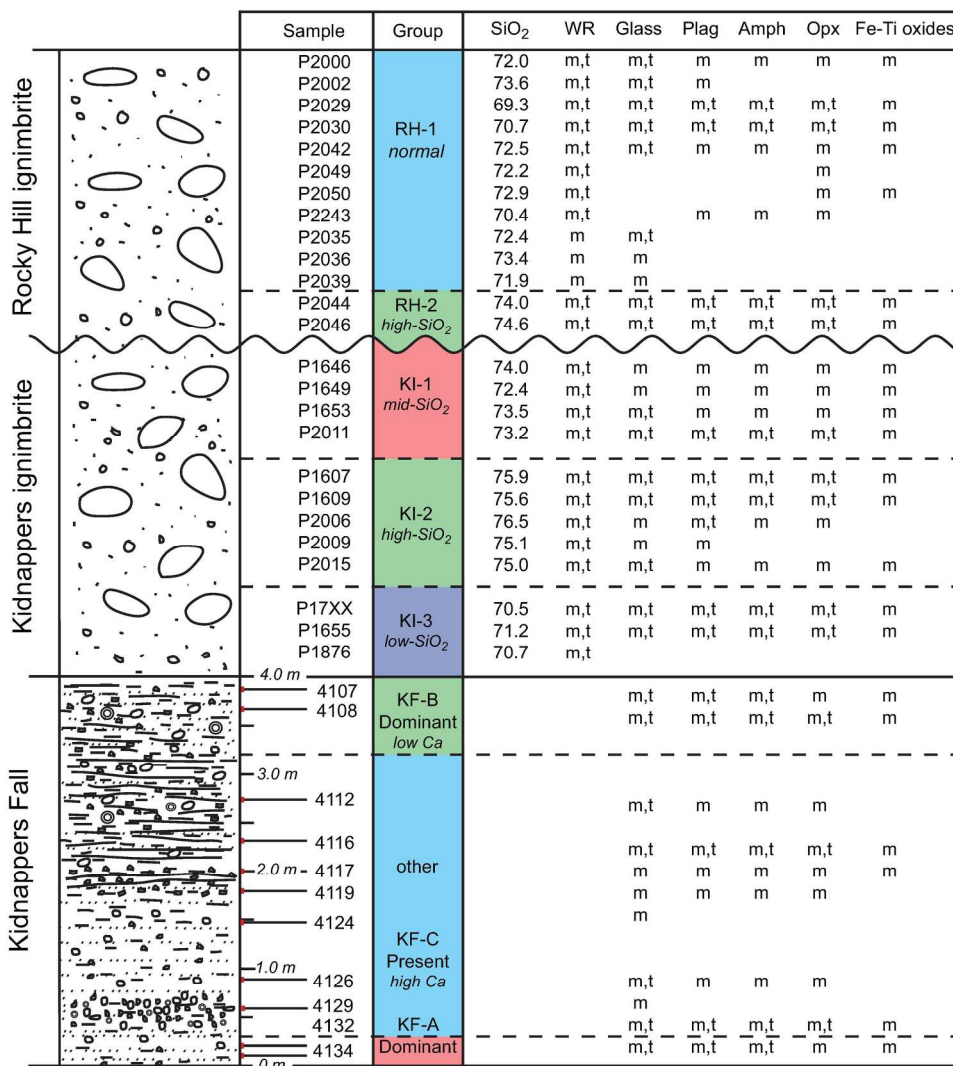 Sample Group SiO2 WR Glass Plag Amph Opx Fe-Ti oxides
Rocky Hill ignimbrite
P2000 72.0 m,t m,t m m m m
P2002 73.6 m,t m,t m
P2029 69.3 m,t m,t m,t m,t m,t m
P2030 70.7 m,t m,t m,t m,t m,t m
RH-1
normal
P2042 72.5 m,t m,t m m m m
P2049 72.2 m,t m
P2050 72.9 m,t m m
P2243 70.4 m,t m m m
P2035 72.4 m m,t
P2036 73.4 m m
P2039 71.9 m m
P2044 RH-2 74.0 m,t m,t m,t m,t m,t m
P2046 high-SiO2 74.6 m,t m,t m,t m,t m,t m
Kidnappers ignimbrite
P1646 74.0 m,t m m m m m
P1649 KI-1 72.4 m,t m m m m m
mid-SiO2
P1653 73.5 m,t m,t m m m m
P2011 73.2 m,t m,t m,t m,t m,t m
P1607 75.9 m,t m,t m,t m,t m,t m
P1609 75.6 m,t m,t m,t m,t m,t m
P2006 KI-2 76.5 m,t m m,t m m
high-SiO2
P2009 75.1 m,t m m
P2015 75.0 m,t m,t m m m m
P17XX 70.5 m,t m,t m,t m,t m,t m
P1655 KI-3 71.2 m,t m,t m,t m,t m,t m
P1876 low-SiO2 70.7 m,t
Kidnappers Fall
4.0 m
4107 KF-B m,t m,t m,t m m
4108 Dominant m,t m,t m,t m,t m
low Ca
3.0 m
4112 m,t m m m
4116 m,t m,t m,t m,t m
2.0 m 4117 other m m m m m
4119 m m m m
4124 m
KF-C
Present
1.0 m high Ca
4126 m,t m m m
4129 m
4132 KF-A m,t m,t m,t m,t m
4134 Dominant m,t m,t m,t m m
0 m